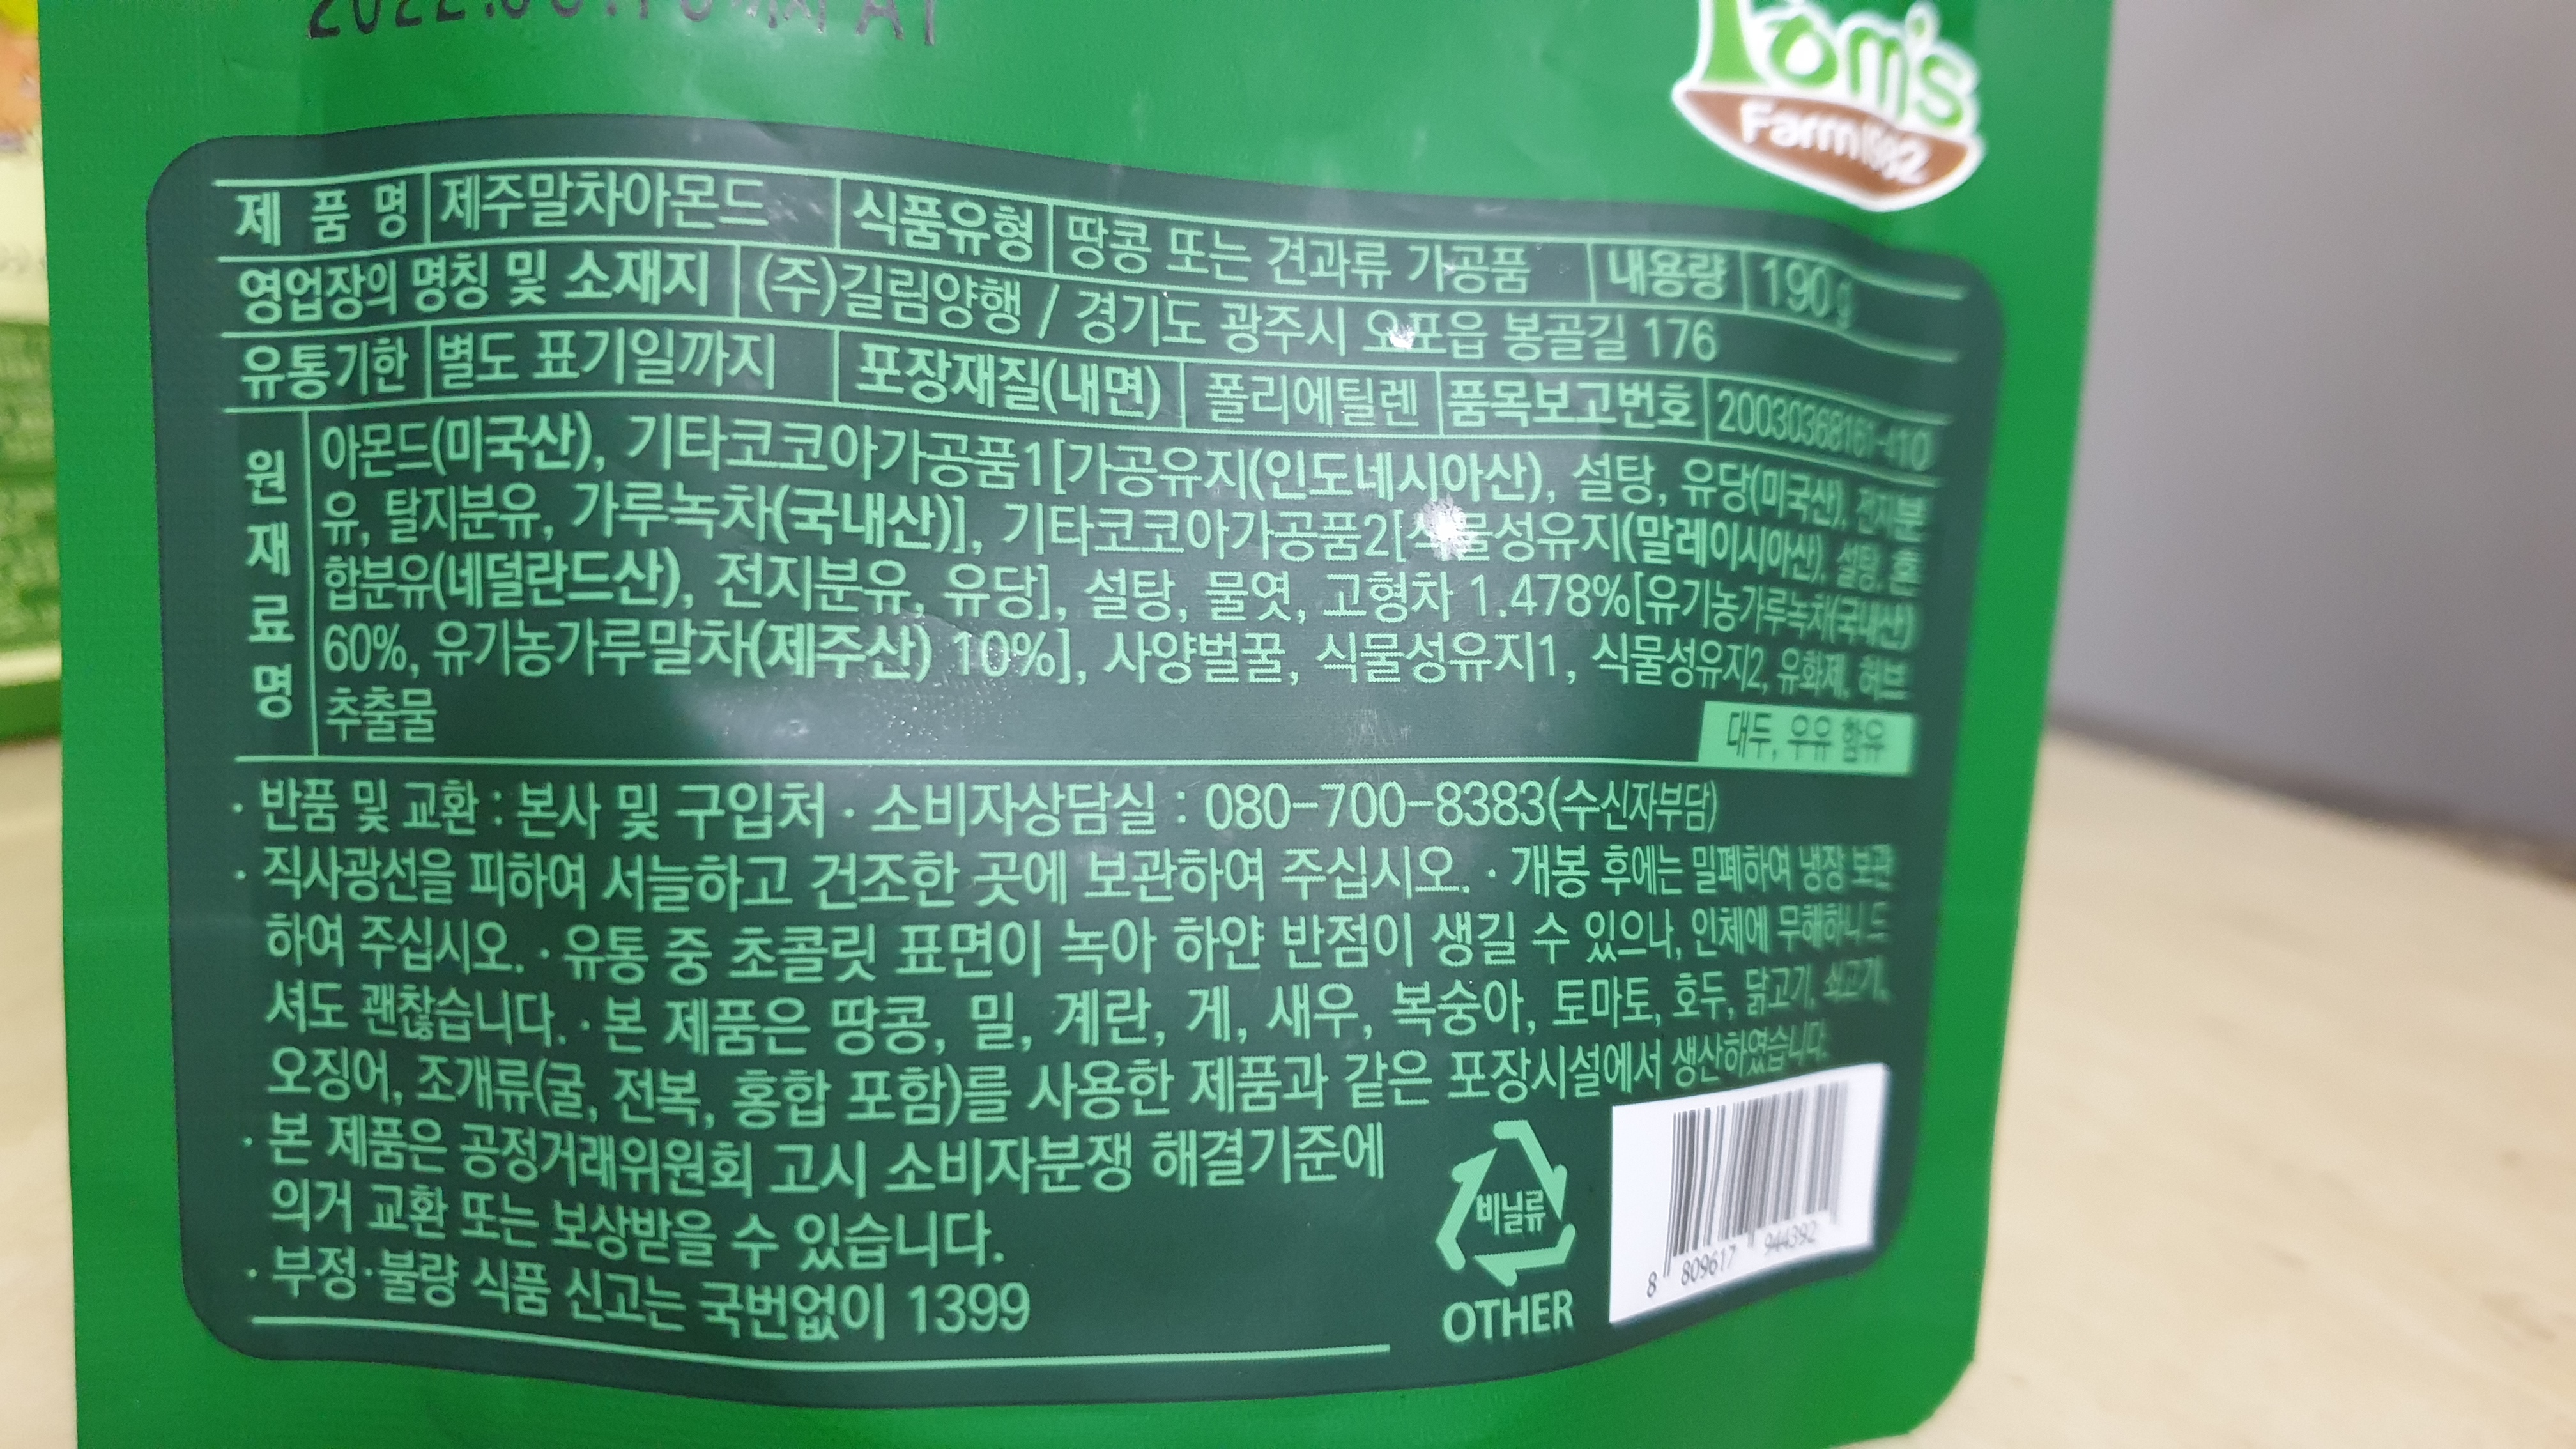 Tom's
Farm
제 품 명 제주말차아몬드 식품유형 땅콩 또는 견과류 가공품 내용량 190g
영업장의 명칭 및 소재지 (주)길림양행 / 경기도 광주시 오포읍 봉골길 176
유통기한 별도 표기일까지 포장재질(내면) 폴리에틸렌 품목보고번호
원재료명
아몬드(미국산), 기타코코아가공품1[가공유지(인도네시아산), 설탕, 유당(미국산), 전지분
유, 탈지분유, 가루녹차(국내산)], 기타코코아가공품2[식물성유지(말레이시아산), 설탕, 혼
합분유(네덜란드산), 전지분유, 유당], 설탕, 물엿, 고형차 1.478%[유기농가루녹차(국내산)
60%, 유기농가루말차(제주산) 10%], 사양벌꿀, 식물성유지1, 식물성유지2, 유화제, 허브
추출물
대두, 우유 함유
· 반품 및 교환 : 본사 및 구입처 · 소비자상담실 : 080-700-8383(수신자부담)
· 직사광선을 피하여 서늘하고 건조한 곳에 보관하여 주십시오. · 개봉 후에는 밀폐하여 냉장 보관
하여 주십시오. · 유통 중 초콜릿 표면이 녹아 하얀 반점이 생길 수 있으나, 인체에 무해하니 드
셔도 괜찮습니다. · 본 제품은 땅콩, 밀, 계란, 게, 새우, 복숭아, 토마토, 호두, 닭고기, 쇠고기,
오징어, 조개류(굴, 전복, 홍합 포함)를 사용한 제품과 같은 포장시설에서 생산하였습니다.
· 본 제품은 공정거래위원회 고시 소비자분쟁 해결기준에
의거 교환 또는 보상받을 수 있습니다.
· 부정·불량 식품 신고는 국번없이 1399
비닐류
OTHER
8 809617 944392